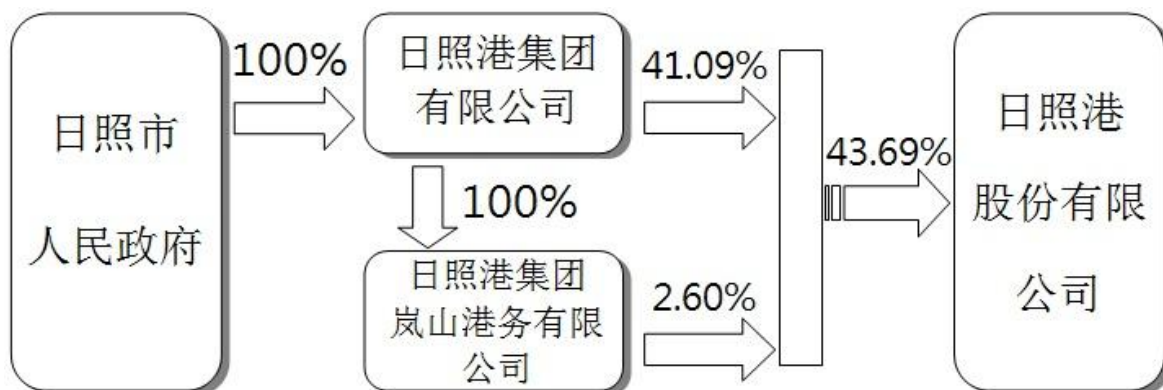 日照市
人民政府
100%
日照港集团
有限公司
41.09%
100%
日照港集团
岚山港务有限
公司
2.60%
43.69%
日照港
股份有限
公司